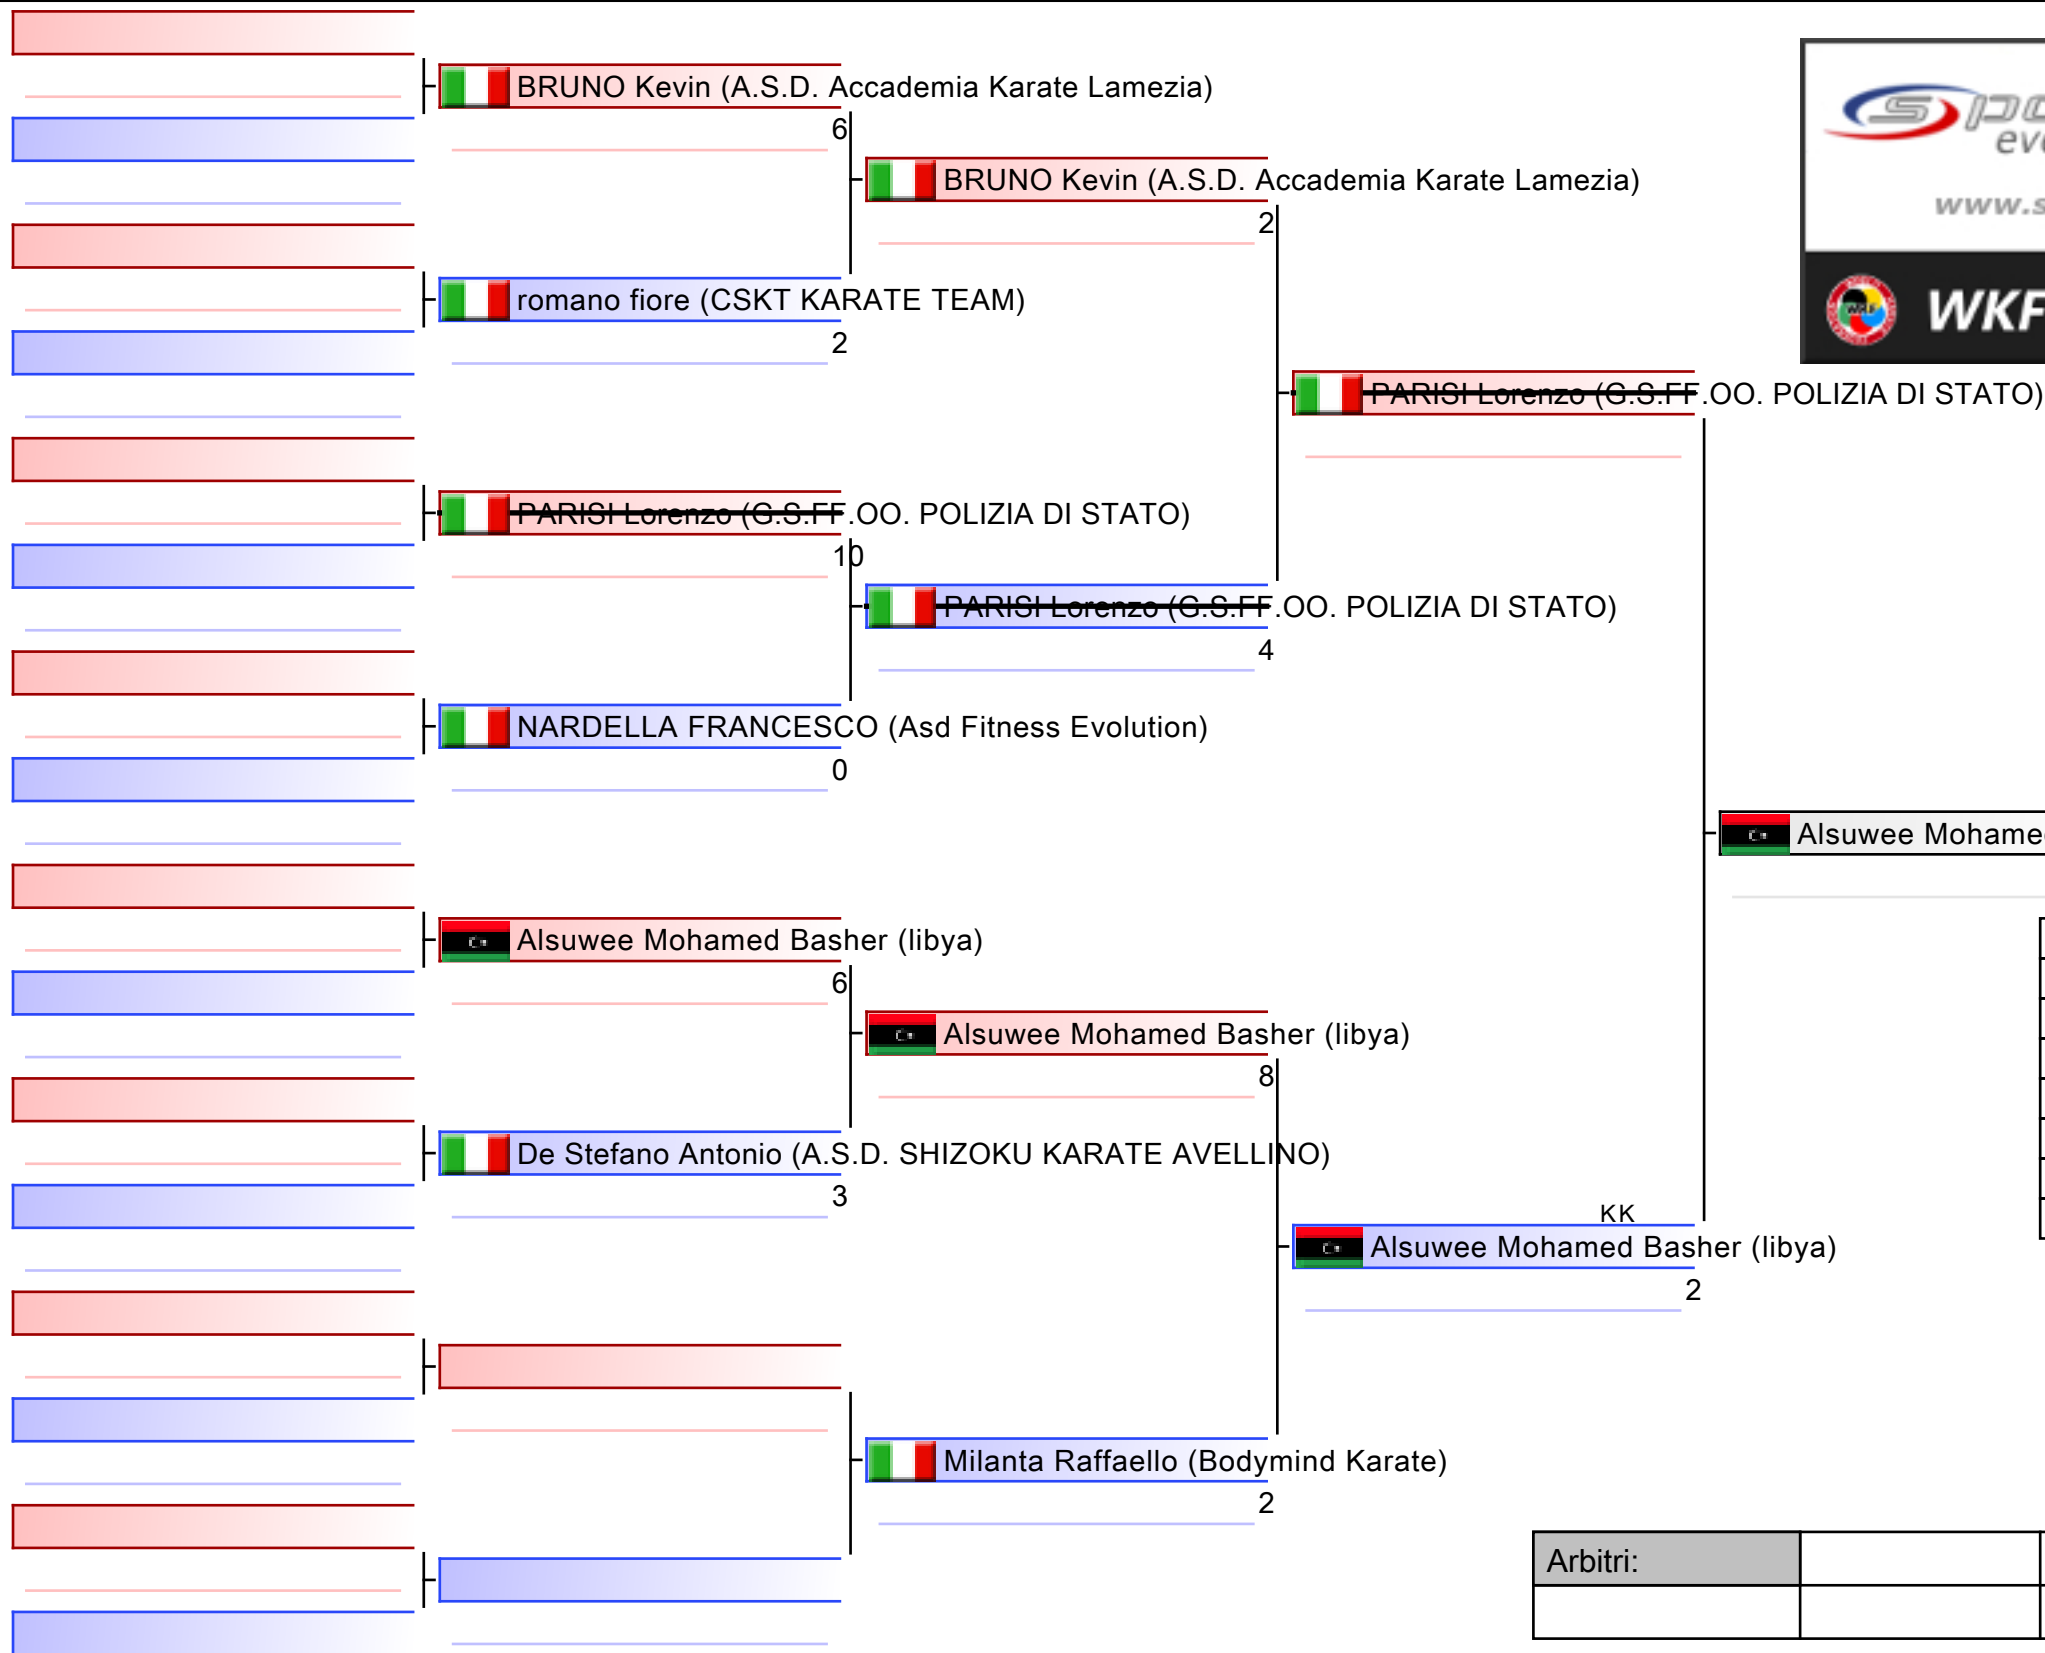 BRUNO Kevin (A.S.D. Accademia Karate Lamezia)
6
BRUNO Kevin (A.S.D. Accademia Karate Lamezia)
2
romano fiore (CSKT KARATE TEAM)
2
PARISI Lorenzo (G.S.FF.OO. POLIZIA DI STATO)
PARISI Lorenzo (G.S.FF.OO. POLIZIA DI STATO)
10
PARISI Lorenzo (G.S.FF.OO. POLIZIA DI STATO)
4
NARDELLA FRANCESCO (Asd Fitness Evolution)
0
Alsuwee Mohamed
Alsuwee Mohamed Basher (libya)
6
Alsuwee Mohamed Basher (libya)
8
De Stefano Antonio (A.S.D. SHIZOKU KARATE AVELLINO)
3
KK
Alsuwee Mohamed Basher (libya)
2
Milanta Raffaello (Bodymind Karate)
2
Arbitri:
www.s
WKF